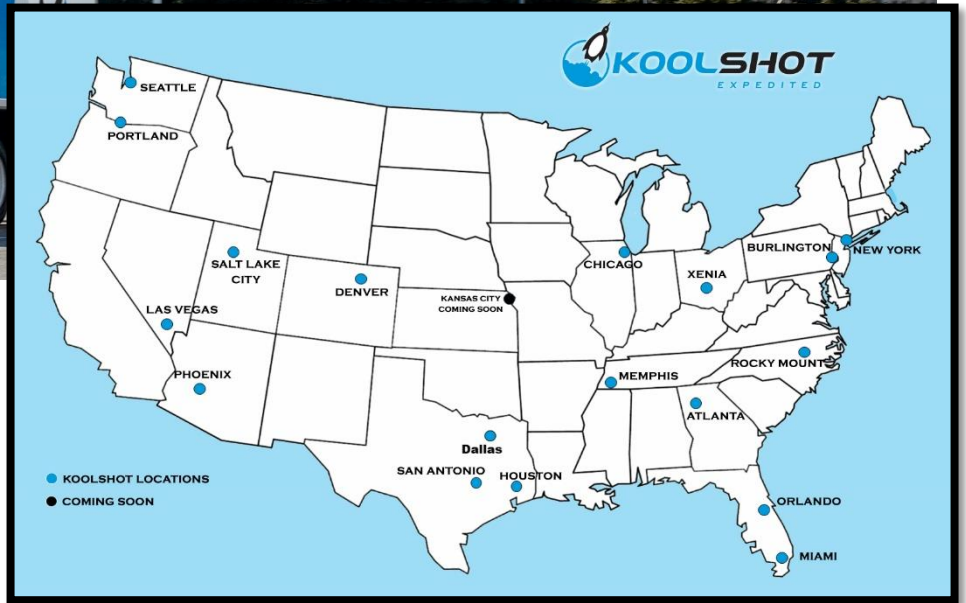 KOOLSHOT
EXPEDITED
SEATTLE
PORTLAND
SALT LAKE
CITY
LAS VEGAS
PHOENIX
DENVER
KANSAS CITY
COMING SOON
CHICAGO
XENIA
BURLINGTON
NEW YORK
ROCKY MOUNT
MEMPHIS
ATLANTA
Dallas
SAN ANTONIO
HOUSTON
ORLANDO
MIAMI
KOOLSHOT LOCATIONS
COMING SOON